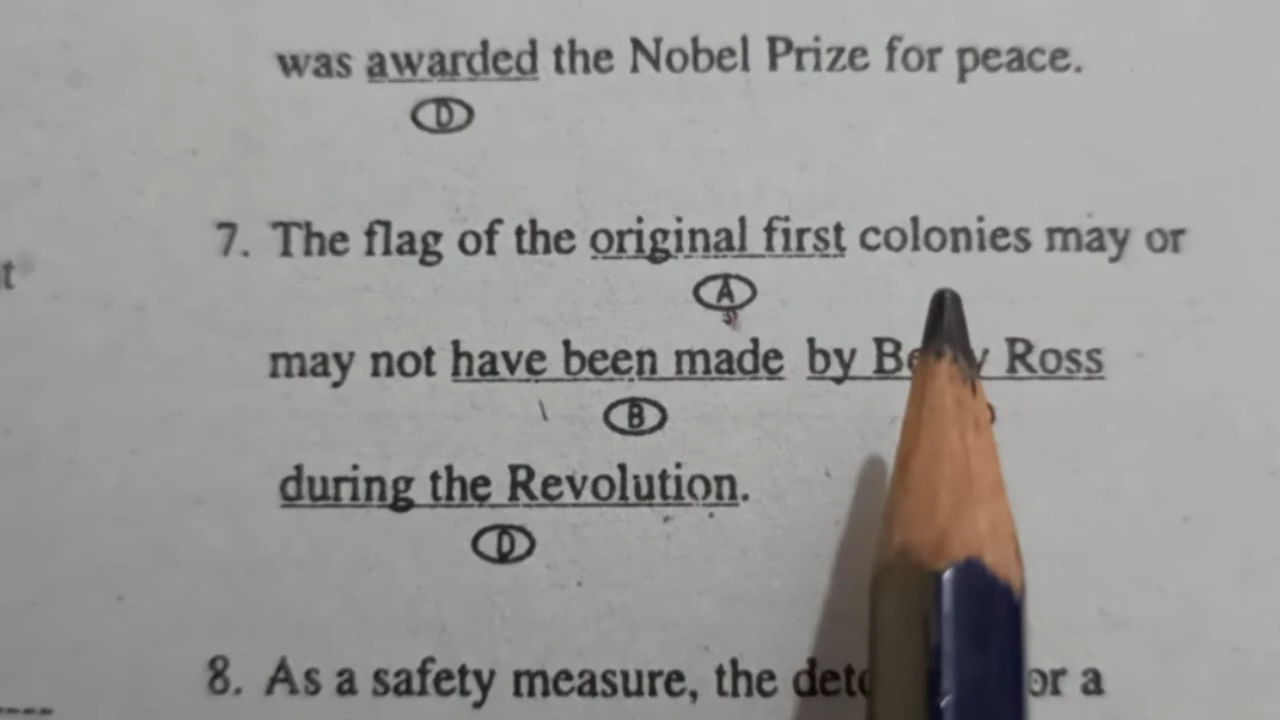 was awarded the Nobel Prize for peace.
D
7. The flag of the original first colonies may or
A
may not have been made by Ross
B
during the Revolution.
D
8. As a safety measure, the or a